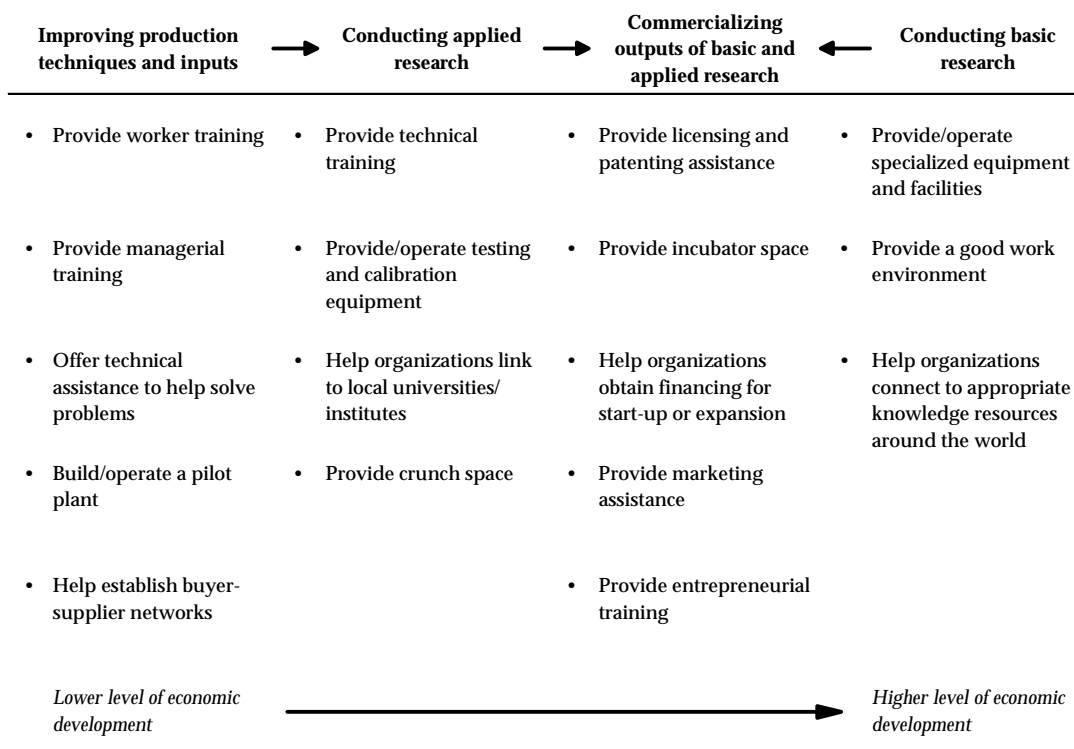 Improving production
techniques and inputs
Conducting applied
research
Commercializing
outputs of basic and
applied research
Conducting basic
research
• Provide worker training
• Provide technical
training
• Provide licensing and
patenting assistance
• Provide/operate
specialized equipment
and facilities
• Provide managerial
training
• Provide/operate testing
and calibration
equipment
• Provide incubator space
• Provide a good work
environment
• Offer technical
assistance to help solve
problems
• Help organizations link
to local universities/
institutes
• Help organizations
obtain financing for
start-up or expansion
• Help organizations
connect to appropriate
knowledge resources
around the world
• Build/operate a pilot
plant
• Provide crunch space
• Provide marketing
assistance
• Help establish buyer-
supplier networks
• Provide entrepreneurial
training
Lower level of economic
development
Higher level of economic
development